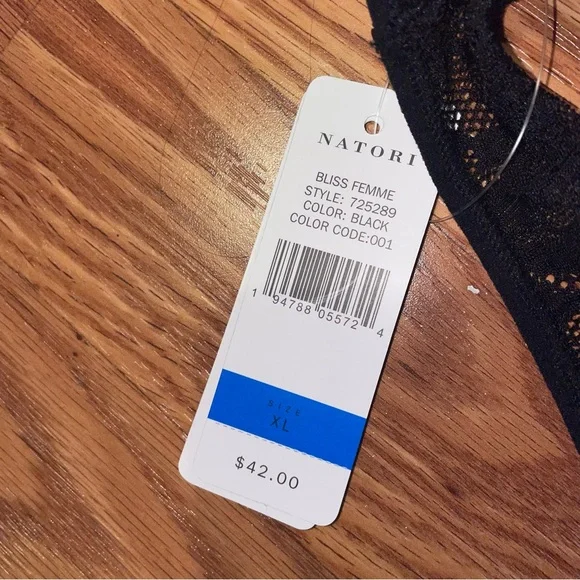 NATORI
BLISS FEMME
STYLE: 725289
COLOR: BLACK
COLOR CODE:001
1 94788 05572 4
SIZE
XL
$42.00